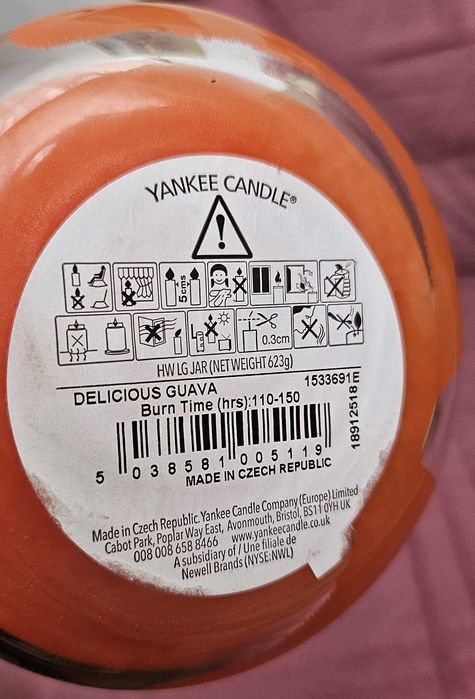 YANKEE CANDLE®
5cms
0.3cm
HW LG JAR (NET WEIGHT 623g)
DELICIOUS GUAVA 1533691E
Burn Time (hrs):110-150
18912518
5 038581 005119
MADE IN CZECH REPUBLIC
Made in Czech Republic. Yankee Candle Company (Europe) Limited
Cabot Park, Poplar Way East, Avonmouth, Bristol, BS11 0YH UK
008 008 658 8466 www.yankeecandle.co.uk
A subsidiary of / Une filiale de
Newell Brands (NYSE:NWL)